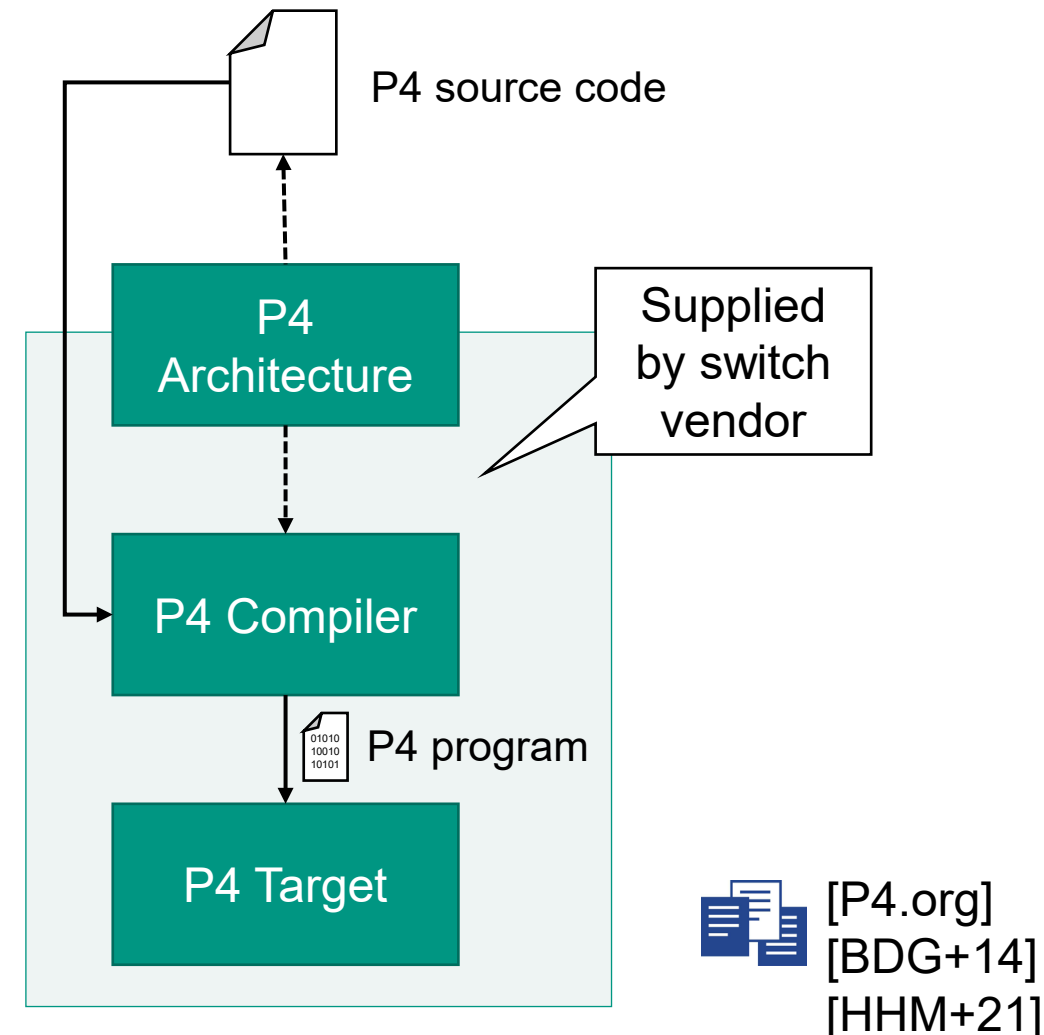 P4 source code
P4
Architecture
Supplied
by switch
vendor
P4 Compiler
01010
10010
10101
P4 program
P4 Target
[P4.org]
[BDG+14]
[HHM+21]